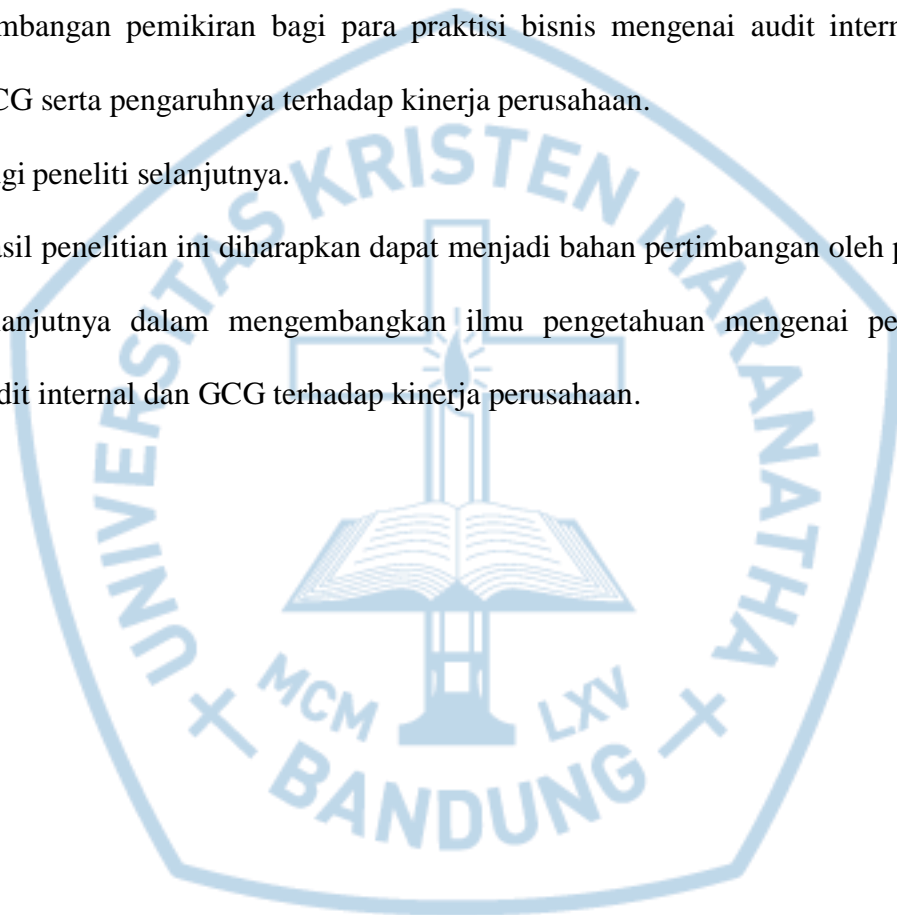 mbangan pemikiran bagi para praktisi bisnis mengenai audit intern
CG serta pengaruhnya terhadap kinerja perusahaan.
gi peneliti selanjutnya.
asil penelitian ini diharapkan dapat menjadi bahan pertimbangan oleh p
lanjutnya dalam mengembangkan ilmu pengetahuan mengenai pe
dit internal dan GCG terhadap kinerja perusahaan.
UNIVERSITAS KRISTEN MARANATHA
MCM LXV
BANDUNG